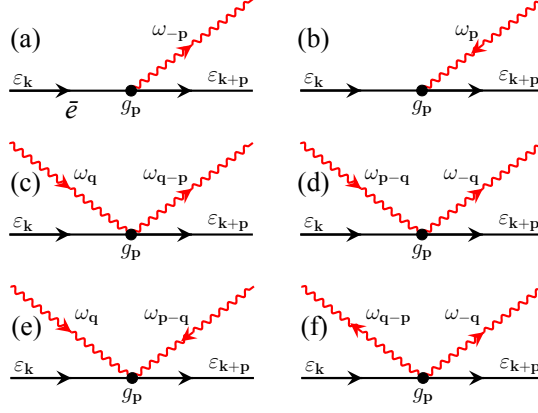 (a) ω₋𝐩 (b) ω𝐩
ε𝐤 ē g𝐩 ε𝐤₊𝐩 ε𝐤 g𝐩 ε𝐤₊𝐩
(c) ω𝐪 ω𝐪₋𝐩 (d) ω𝐩₋𝐪 ω₋𝐪
ε𝐤 g𝐩 ε𝐤₊𝐩 ε𝐤 g𝐩 ε𝐤₊𝐩
(e) ω𝐪 ω𝐩₋𝐪 (f) ω𝐪₋𝐩 ω₋𝐪
ε𝐤 g𝐩 ε𝐤₊𝐩 ε𝐤 g𝐩 ε𝐤₊𝐩